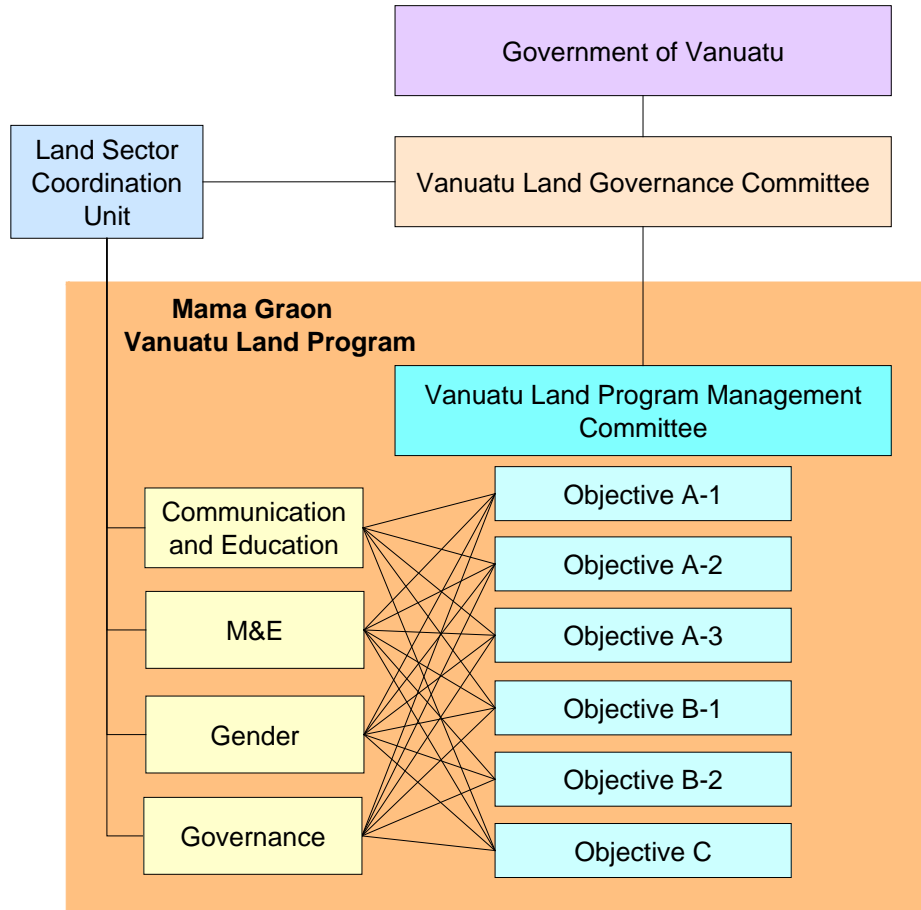 Government of Vanuatu
Land Sector
Coordination
Unit
Vanuatu Land Governance Committee
Mama Graon
Vanuatu Land Program
Vanuatu Land Program Management
Committee
Communication
and Education
M&E
Gender
Governance
Objective A-1
Objective A-2
Objective A-3
Objective B-1
Objective B-2
Objective C